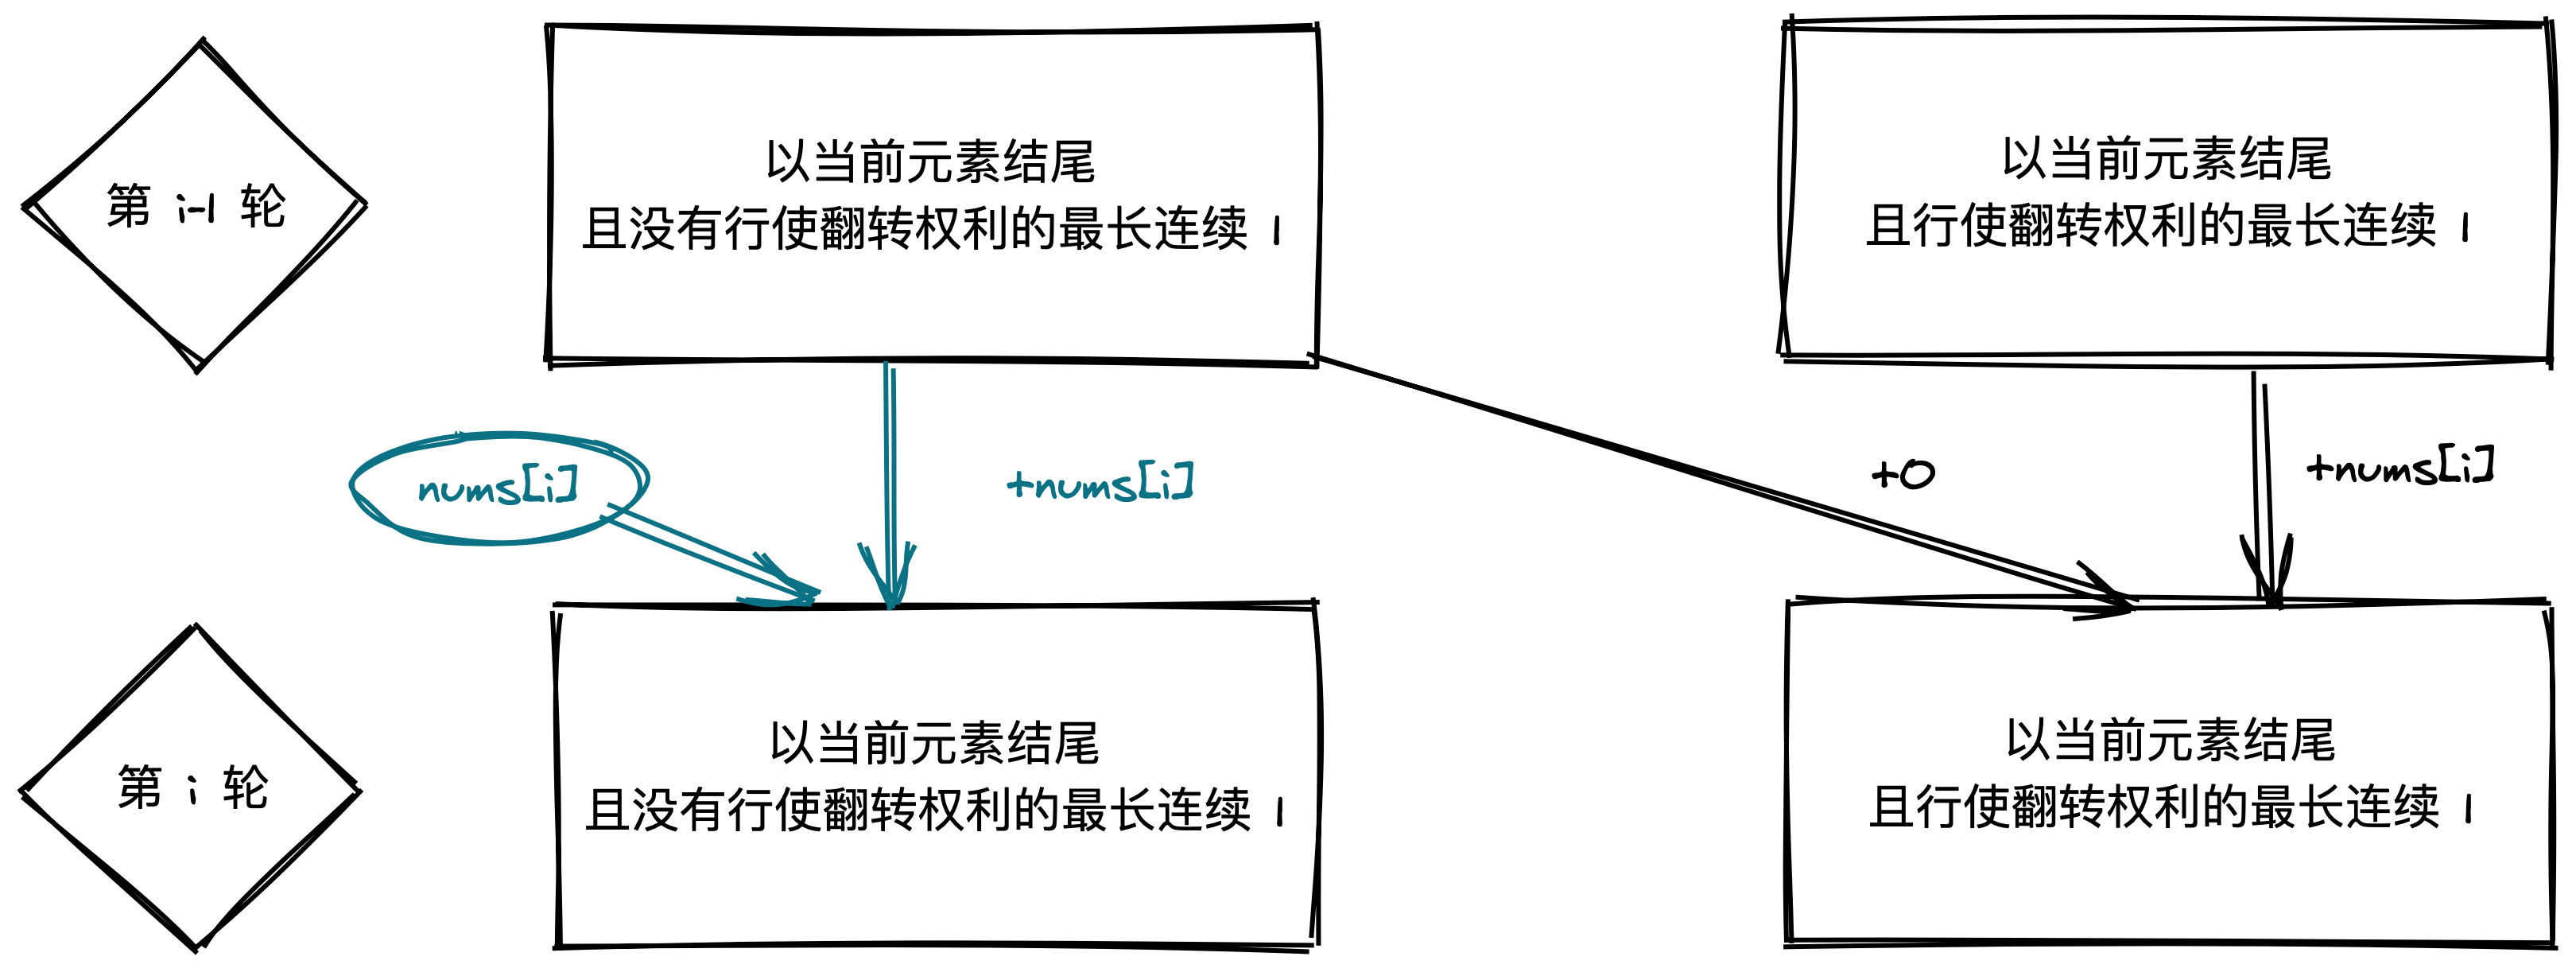 第 i-1 轮
以当前元素结尾
且没有行使翻转权利的最长连续 1
以当前元素结尾
且行使翻转权利的最长连续 1
nums[i]
+nums[i]
+0
+nums[i]
第 i 轮
以当前元素结尾
且没有行使翻转权利的最长连续 1
以当前元素结尾
且行使翻转权利的最长连续 1